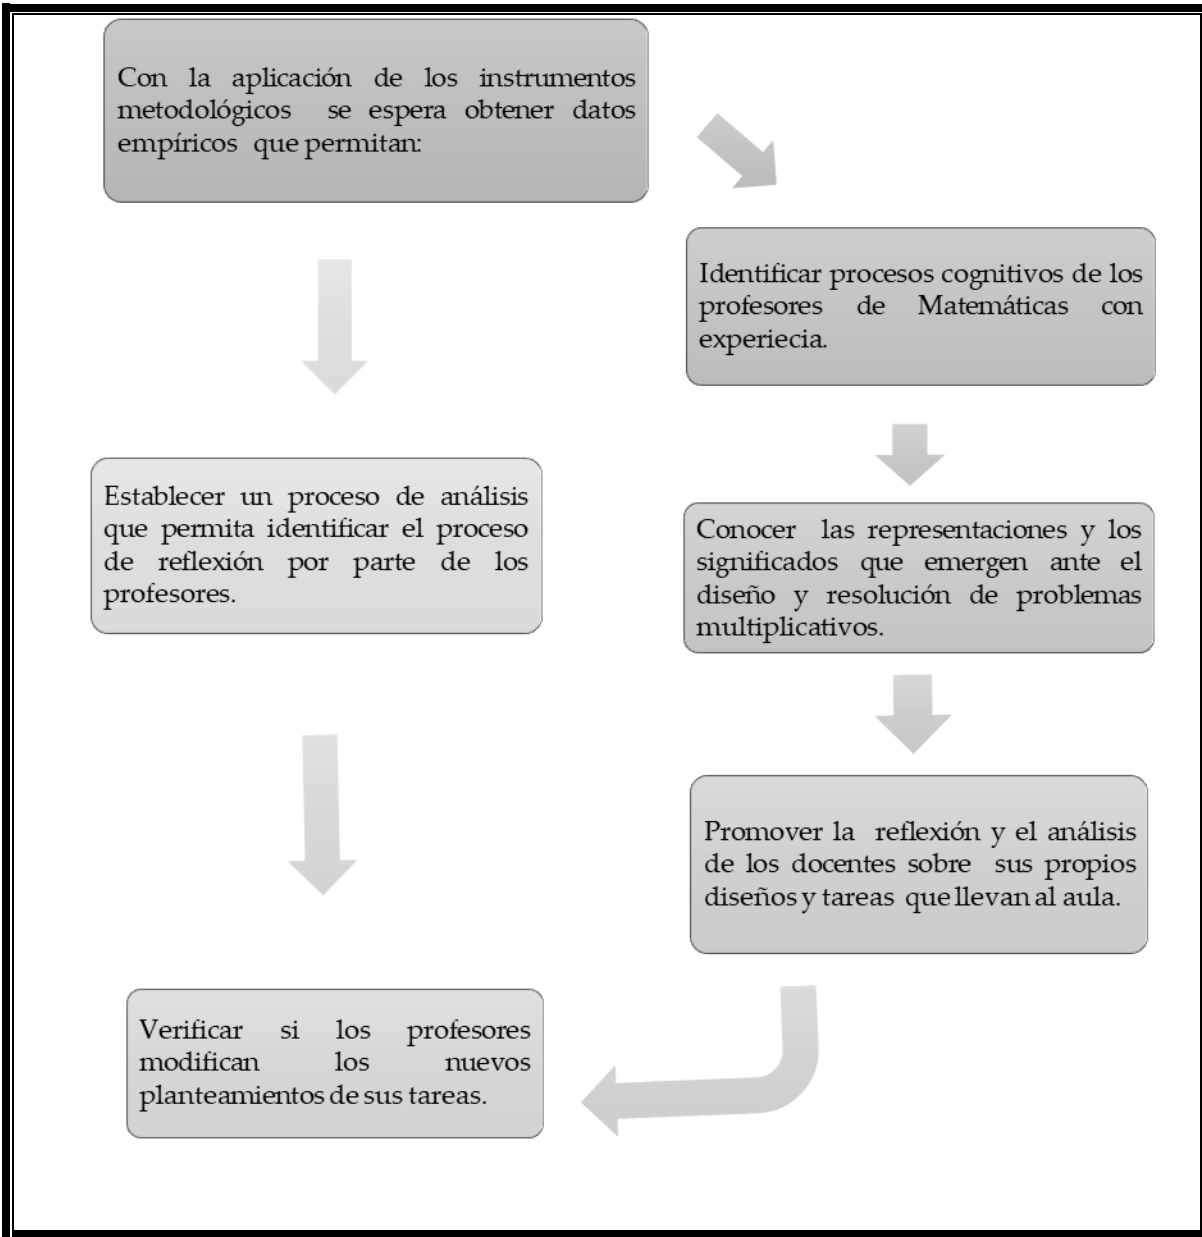 Con la aplicación de los instrumentos
metodológicos se espera obtener datos
empíricos que permitan:
Identificar procesos cognitivos de los
profesores de Matemáticas con
experiecia.
Establecer un proceso de análisis
que permita identificar el proceso
de reflexión por parte de los
profesores.
Conocer las representaciones y los
significados que emergen ante el
diseño y resolución de problemas
multiplicativos.
Promover la reflexión y el análisis
de los docentes sobre sus propios
diseños y tareas que llevan al aula.
Verificar si los profesores
modifican los nuevos
planteamientos de sus tareas.